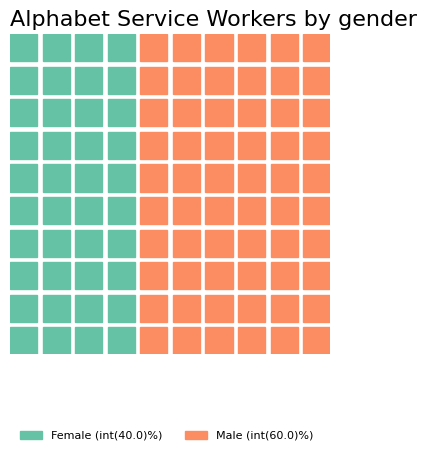 Alphabet Service Workers by gender
Female (int(40.0)%) Male (int(60.0)%)